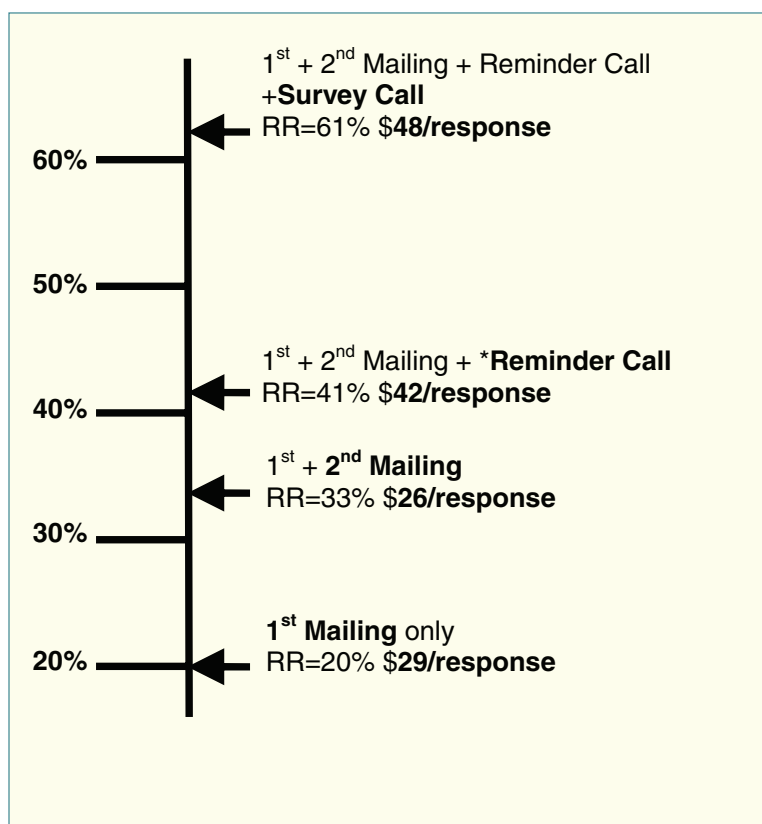 1st + 2nd Mailing + Reminder Call
+Survey Call
RR=61% $48/response
60%
50%
1st + 2nd Mailing + *Reminder Call
RR=41% $42/response
40%
1st + 2nd Mailing
RR=33% $26/response
30%
1st Mailing only
RR=20% $29/response
20%